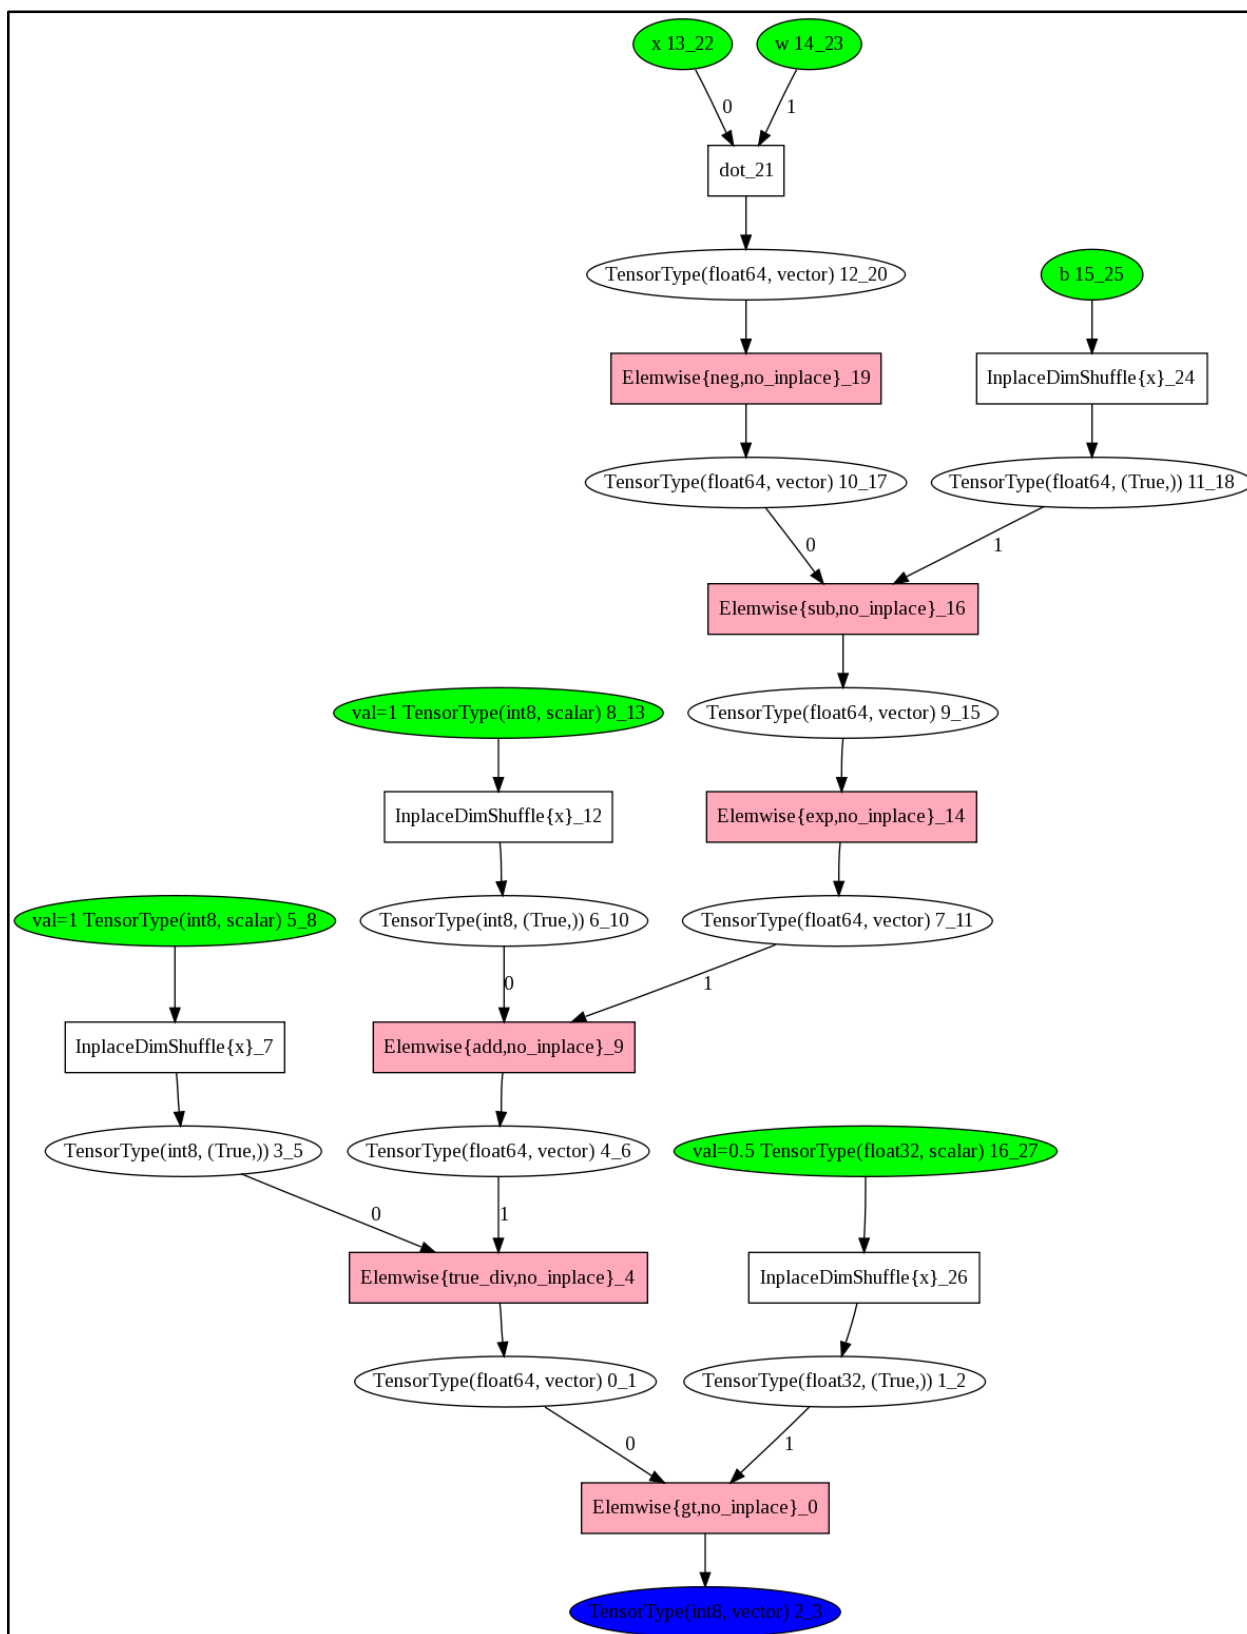 x 13_22
w 14_23
0
1
dot_21
TensorType(float64, vector) 12_20
b 15_25
Elemwise{neg,no_inplace}_19
InplaceDimShuffle{x}_24
TensorType(float64, vector) 10_17
TensorType(float64, (True,)) 11_18
0
1
Elemwise{sub,no_inplace}_16
val=1 TensorType(int8, scalar) 8_13
TensorType(float64, vector) 9_15
InplaceDimShuffle{x}_12
Elemwise{exp,no_inplace}_14
val=1 TensorType(int8, scalar) 5_8
TensorType(int8, (True,)) 6_10
TensorType(float64, vector) 7_11
0
1
InplaceDimShuffle{x}_7
Elemwise{add,no_inplace}_9
TensorType(int8, (True,)) 3_5
TensorType(float64, vector) 4_6
val=0.5 TensorType(float32, scalar) 16_27
0
1
Elemwise{true_div,no_inplace}_4
InplaceDimShuffle{x}_26
TensorType(float64, vector) 0_1
TensorType(float32, (True,)) 1_2
0
1
Elemwise{gt,no_inplace}_0
TensorType(int8, vector) 2_3